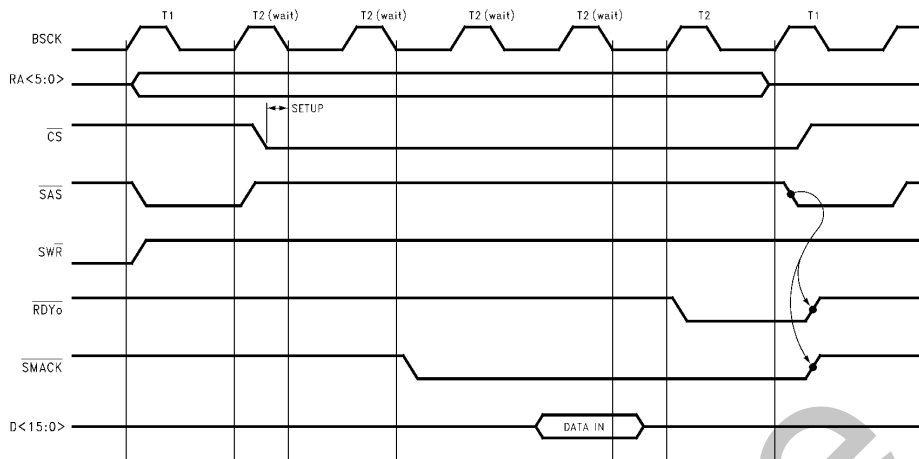 T1 T2 (wait) T2 (wait) T2 (wait) T2 (wait) T2 T1
BSCK
RA<5:0>
SETUP
CS
SAS
SWR
RDYo
SMACK
D<15:0> DATA IN